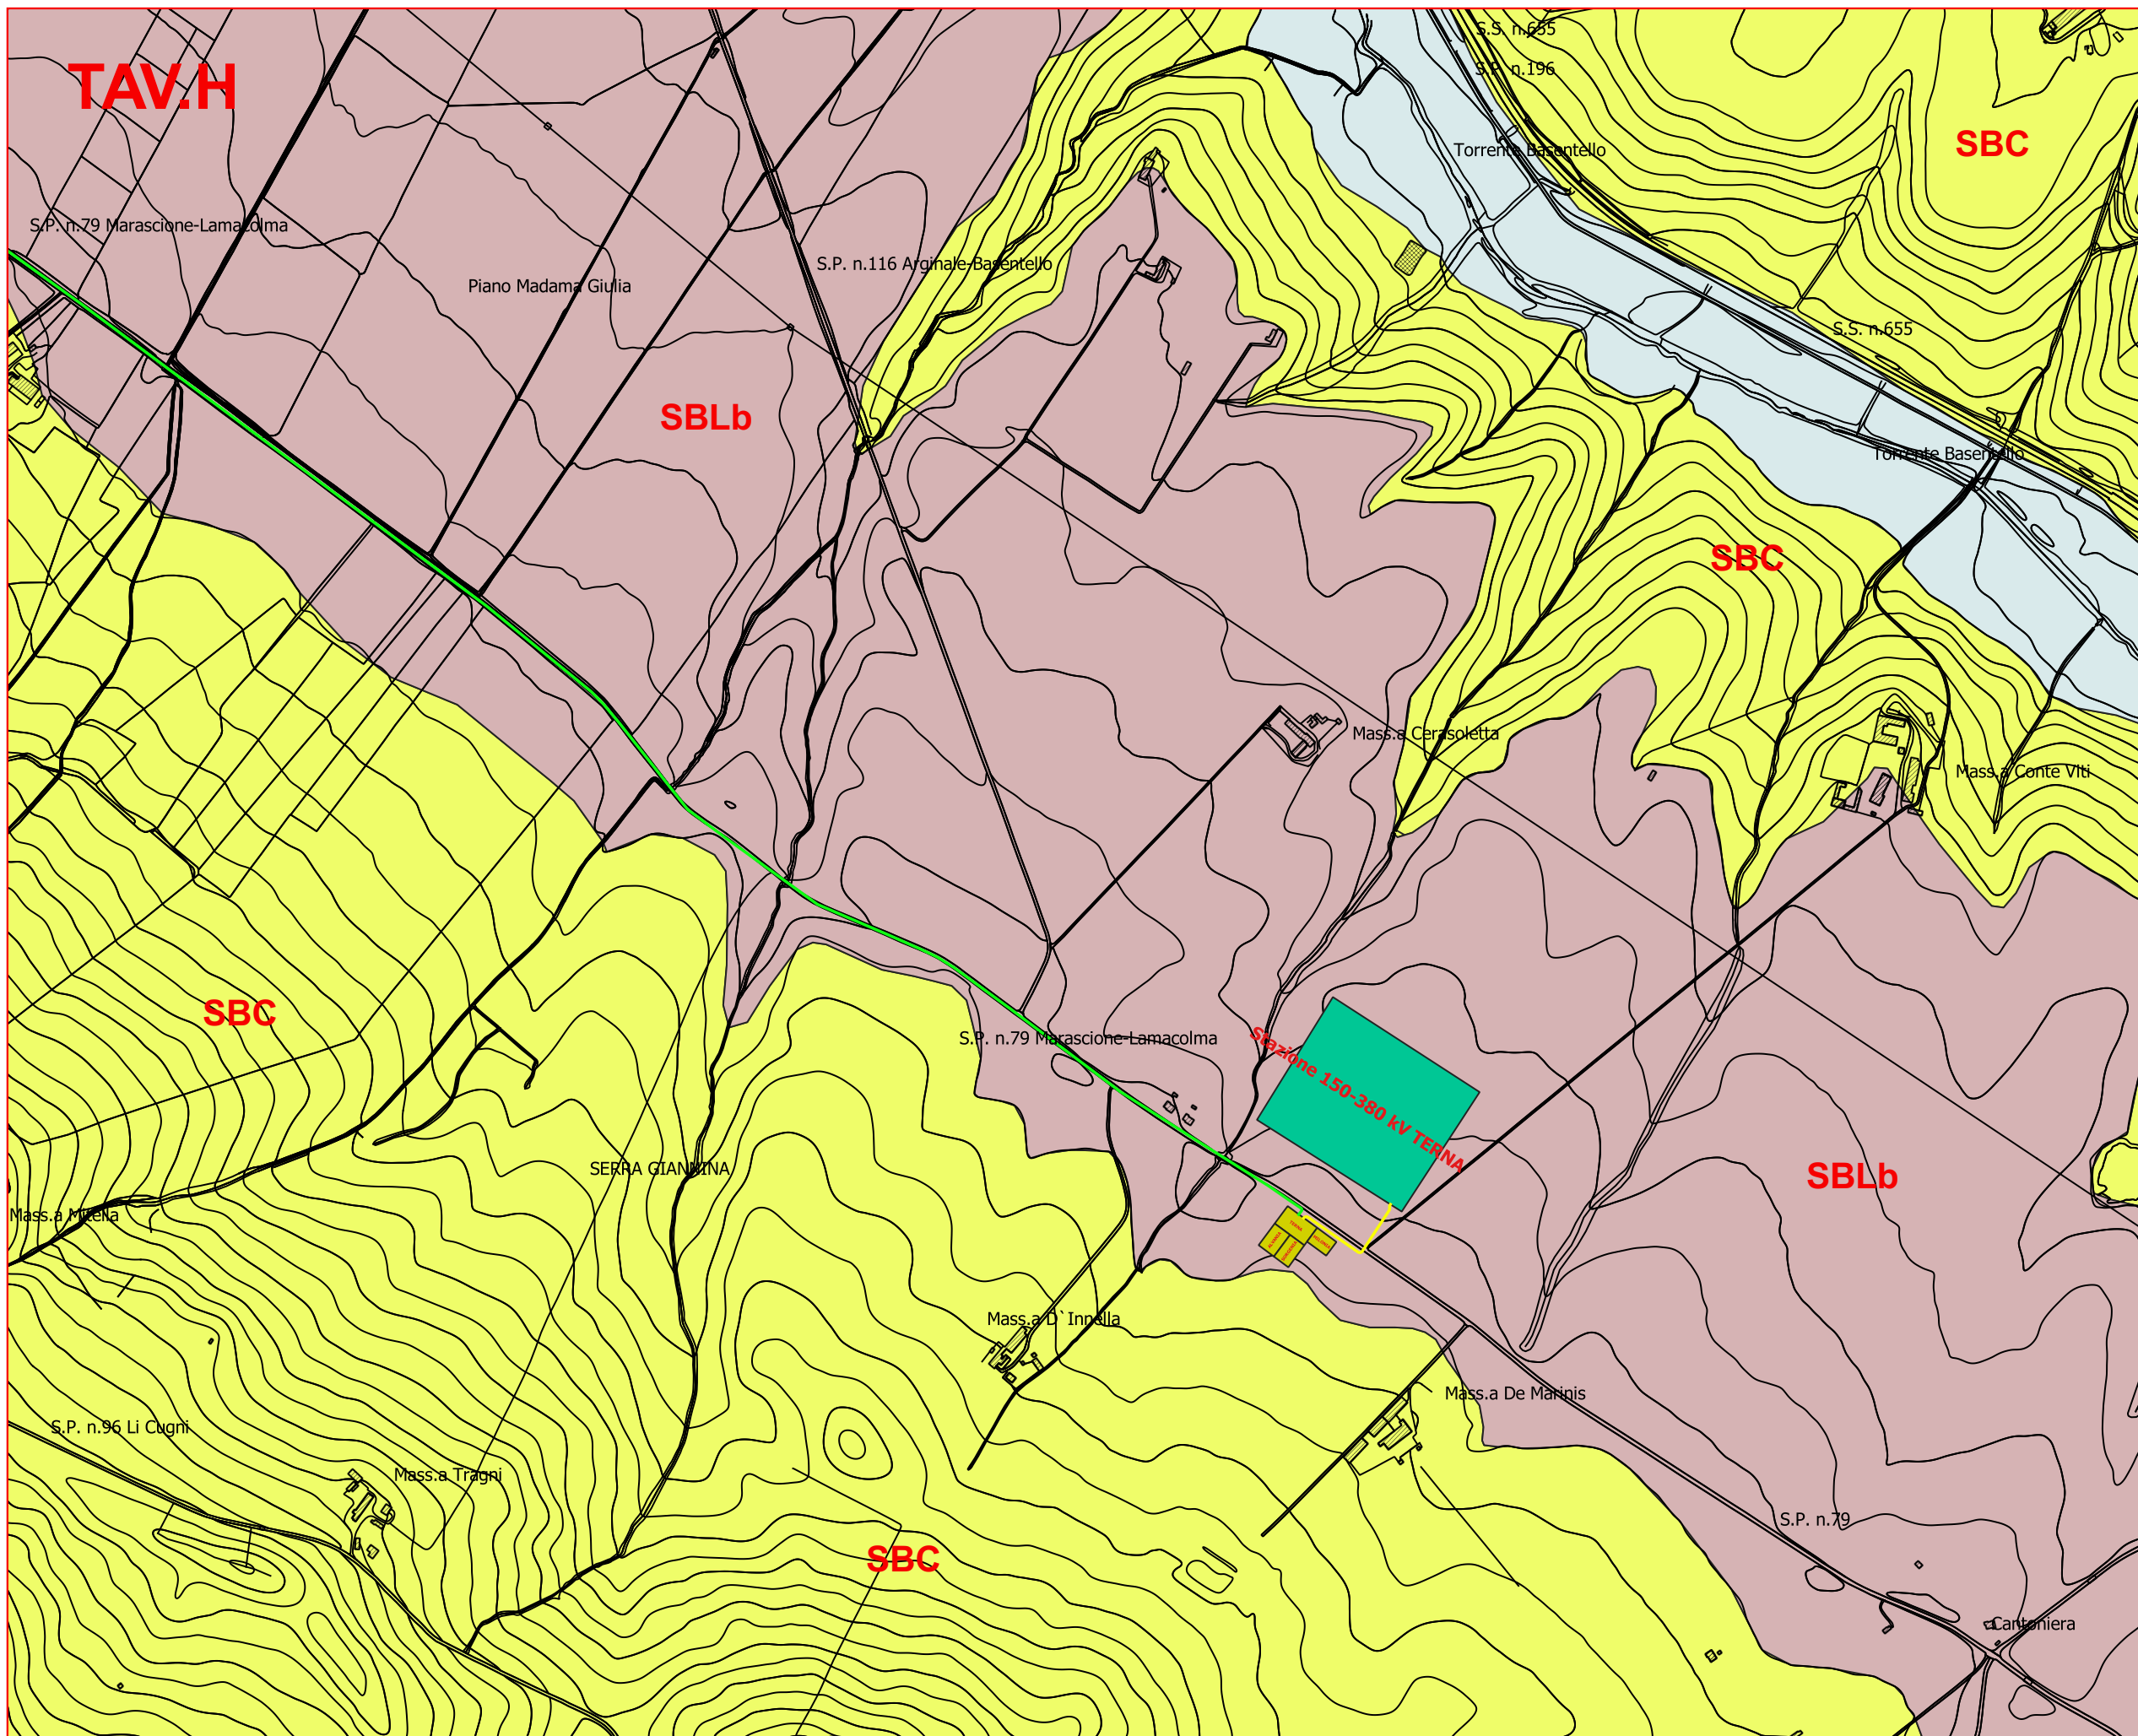 S.S. n.655
S.P. n.196
TAV.H
SBC
Torrente Basentello
S.P. n.79 Marascione-Lamacolma
S.P. n.116 Arginale-Basentello
Piano Madama Giulia
S.S. n.655
SBLb
Torrente Basentello
SBC
Mass.a Cerasoletta
Mass.a Conte Viti
SBC
S.P. n.79 Marascione-Lamacolma
Stazione 150-380 kV TERNA
SERRA GIANNINA
SBLb
Mass.a Mitella
TERNA
Mass.a D`Innella
Mass.a De Marinis
S.P. n.96 Li Cugni
Mass.a Tragni
S.P. n.79
SBC
Cantoniera